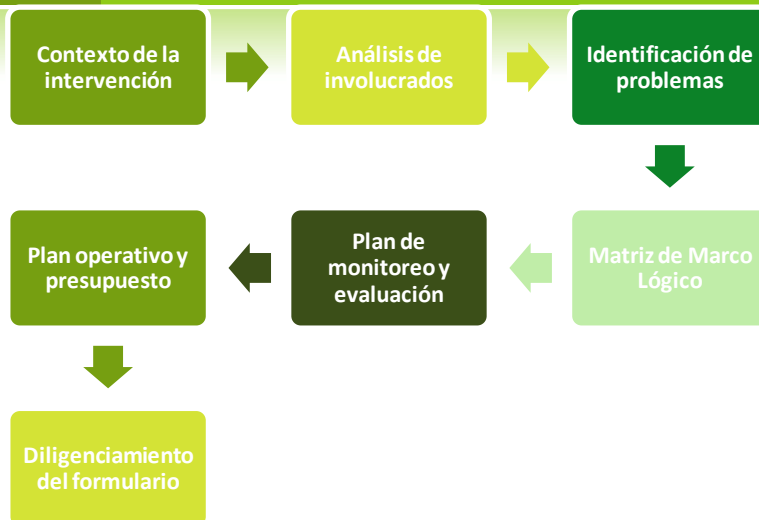 Contexto de la
intervención
Análisis de
involucrados
Identificación de
problemas
Matriz de Marco
Lógico
Plan de
monitoreo y
evaluación
Plan operativo y
presupuesto
Diligenciamiento
del formulario